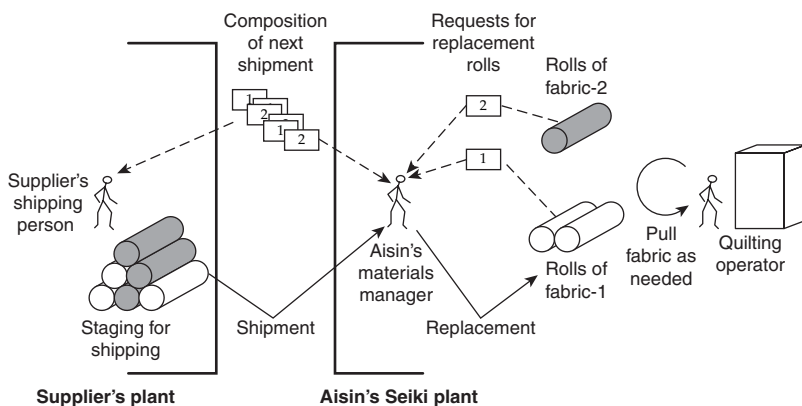 Composition
of next
shipment
Requests for
replacement
rolls
Rolls of
fabric-2
1
2
1
2
2
1
Supplier's
shipping
person
Aisin's
materials
manager
Rolls of
fabric-1
Pull
fabric as
needed
Quilting
operator
Staging for
shipping
Shipment
Replacement
Supplier's plant
Aisin's Seiki plant